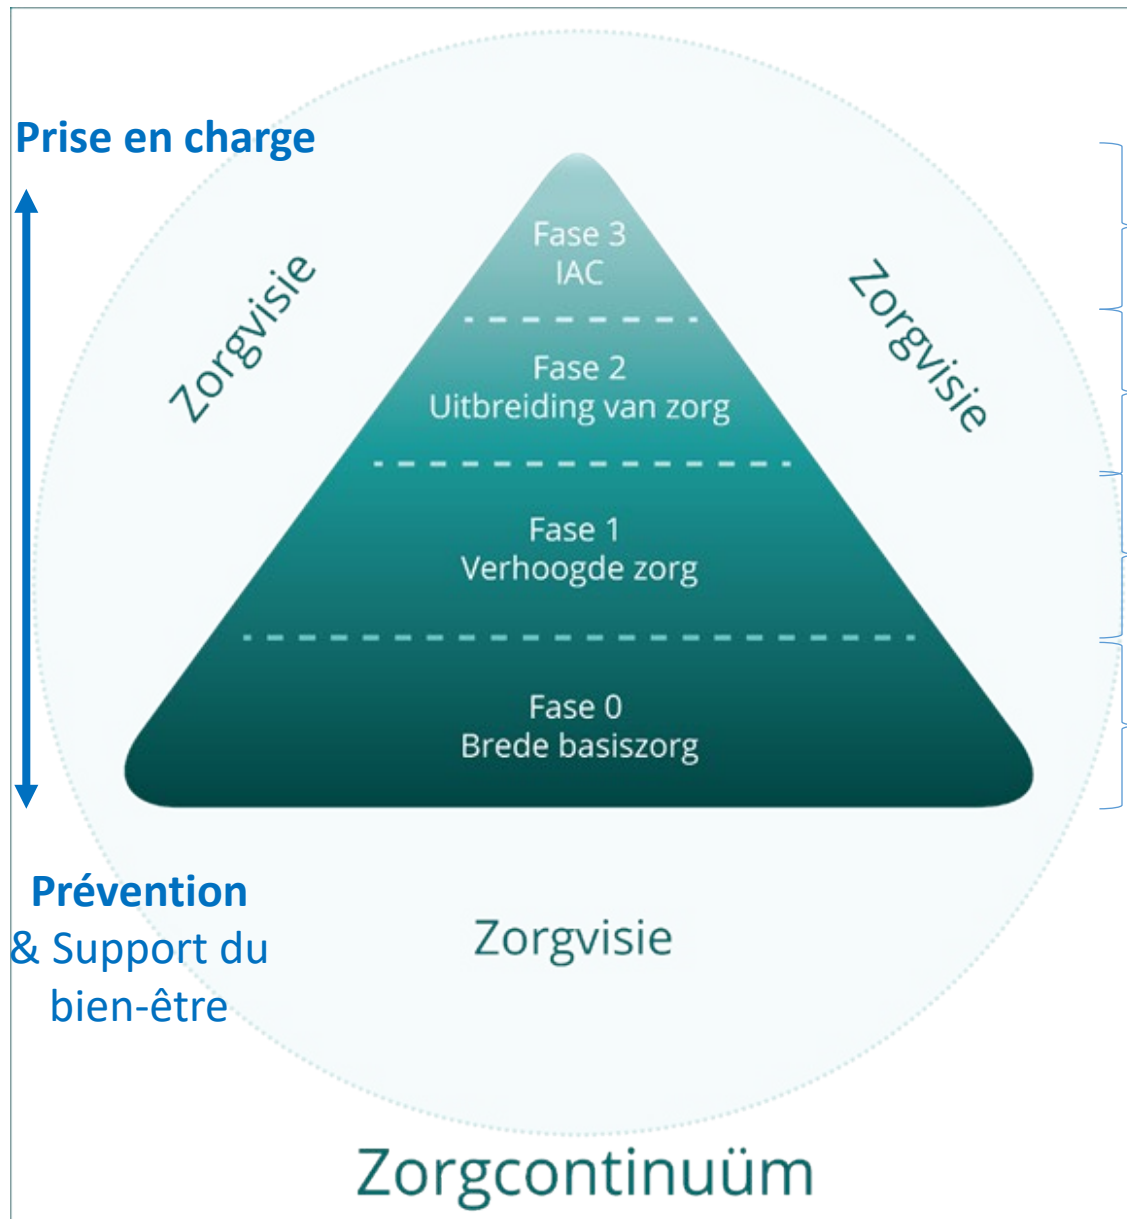 Prise en charge
Zorgvisie
Zorgvisie
Fase 3
IAC
Fase 2
Uitbreiding van zorg
Fase 1
Verhoogde zorg
Fase 0
Brede basiszorg
Prévention
& Support du
bien-être
Zorgvisie
Zorgcontinuüm